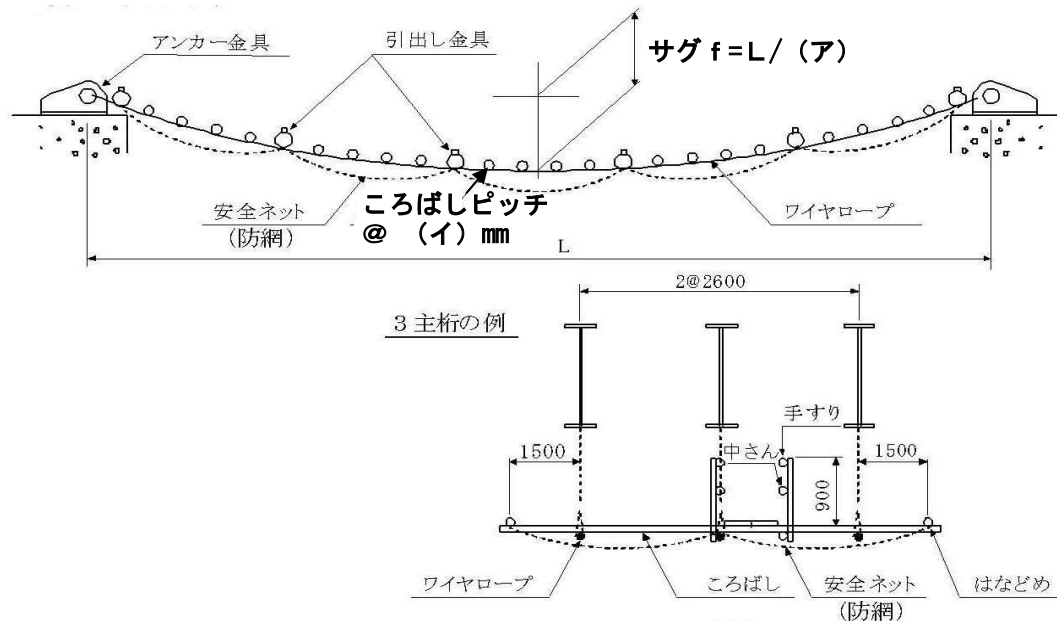 アンカー金具
引出し金具
サグ f=L/（ア）
安全ネット
（防網）
ころばしピッチ
@ （イ）mm
ワイヤロープ
L
2@2600
3主桁の例
手すり
1500
中さん
1500
900
ワイヤロープ
ころばし
安全ネット
（防網）
はなどめ